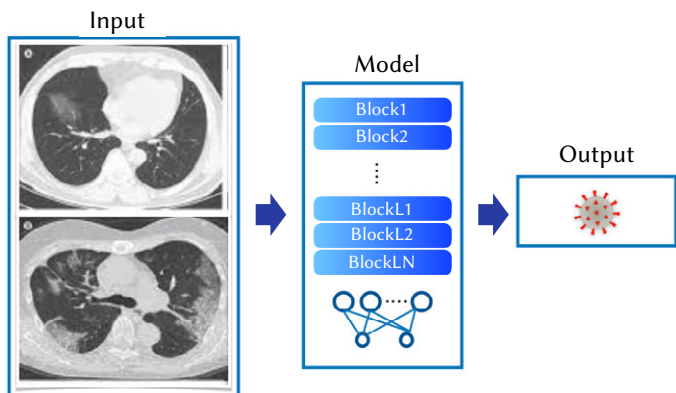 Input
A
B
Model
Block1
Block2
BlockL1
BlockL2
BlockLN
Output